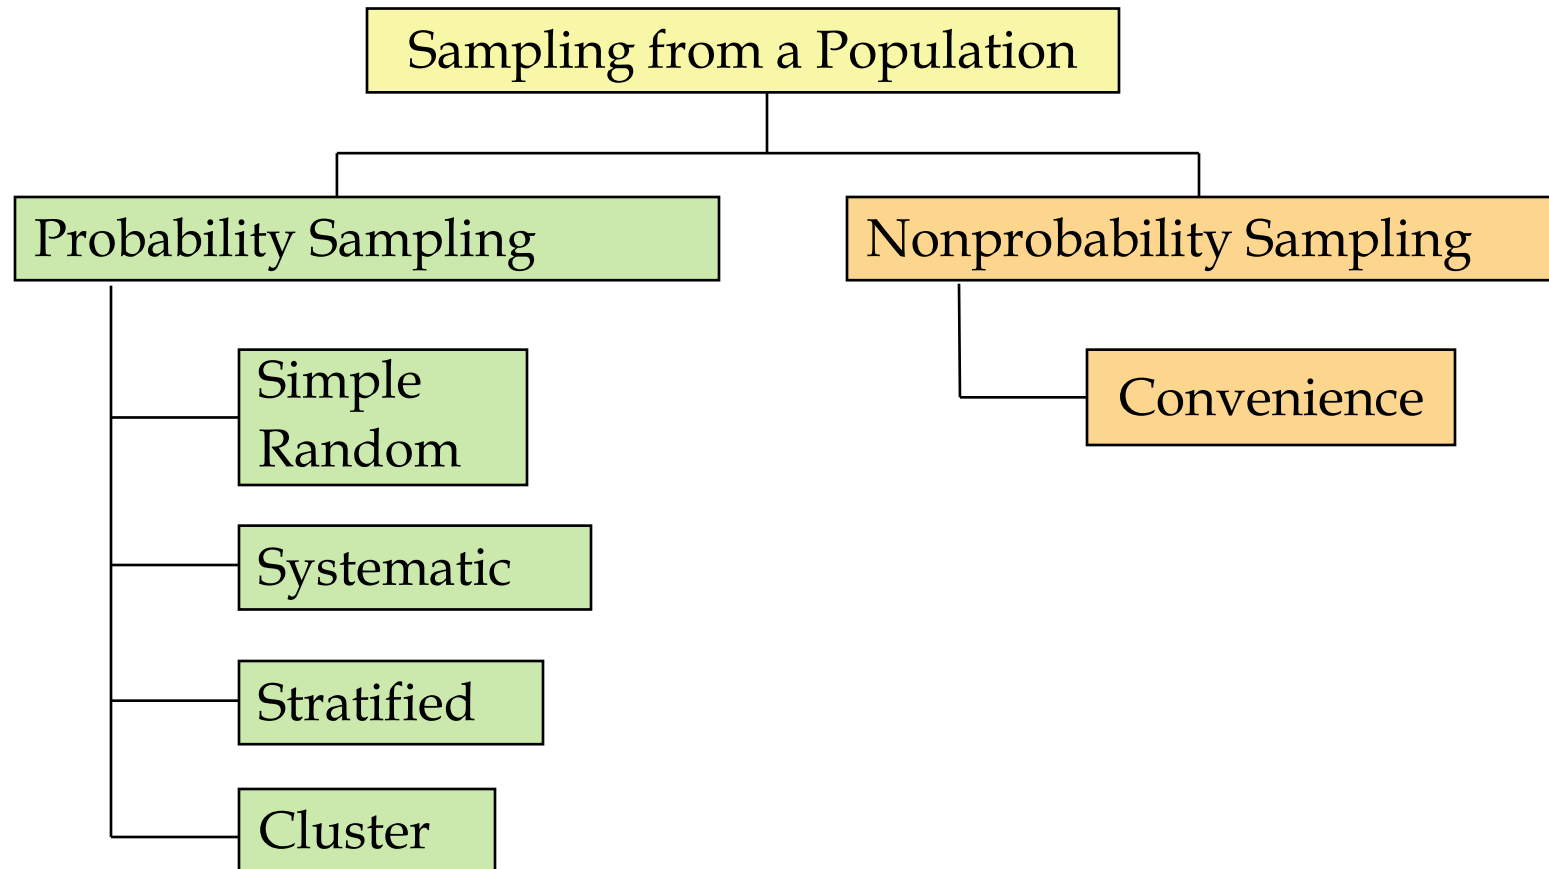 Sampling from a Population
Probability Sampling
Nonprobability Sampling
Simple
Random
Convenience
Systematic
Stratified
Cluster